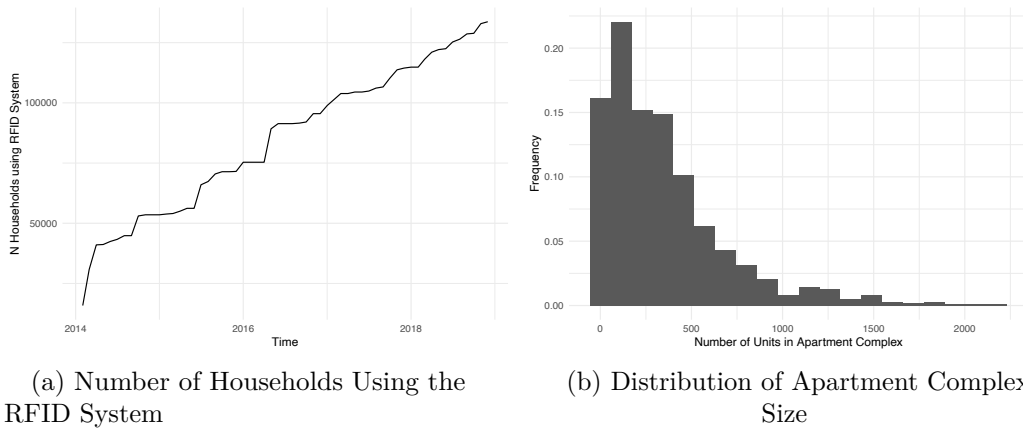 N Households using RFID System
100000
50000
2014
2016
2018
Time
(a) Number of Households Using the
RFID System
Frequency
0.20
0.15
0.10
0.05
0.00
0
500
1000
1500
2000
Number of Units in Apartment Complex
(b) Distribution of Apartment Complex
Size